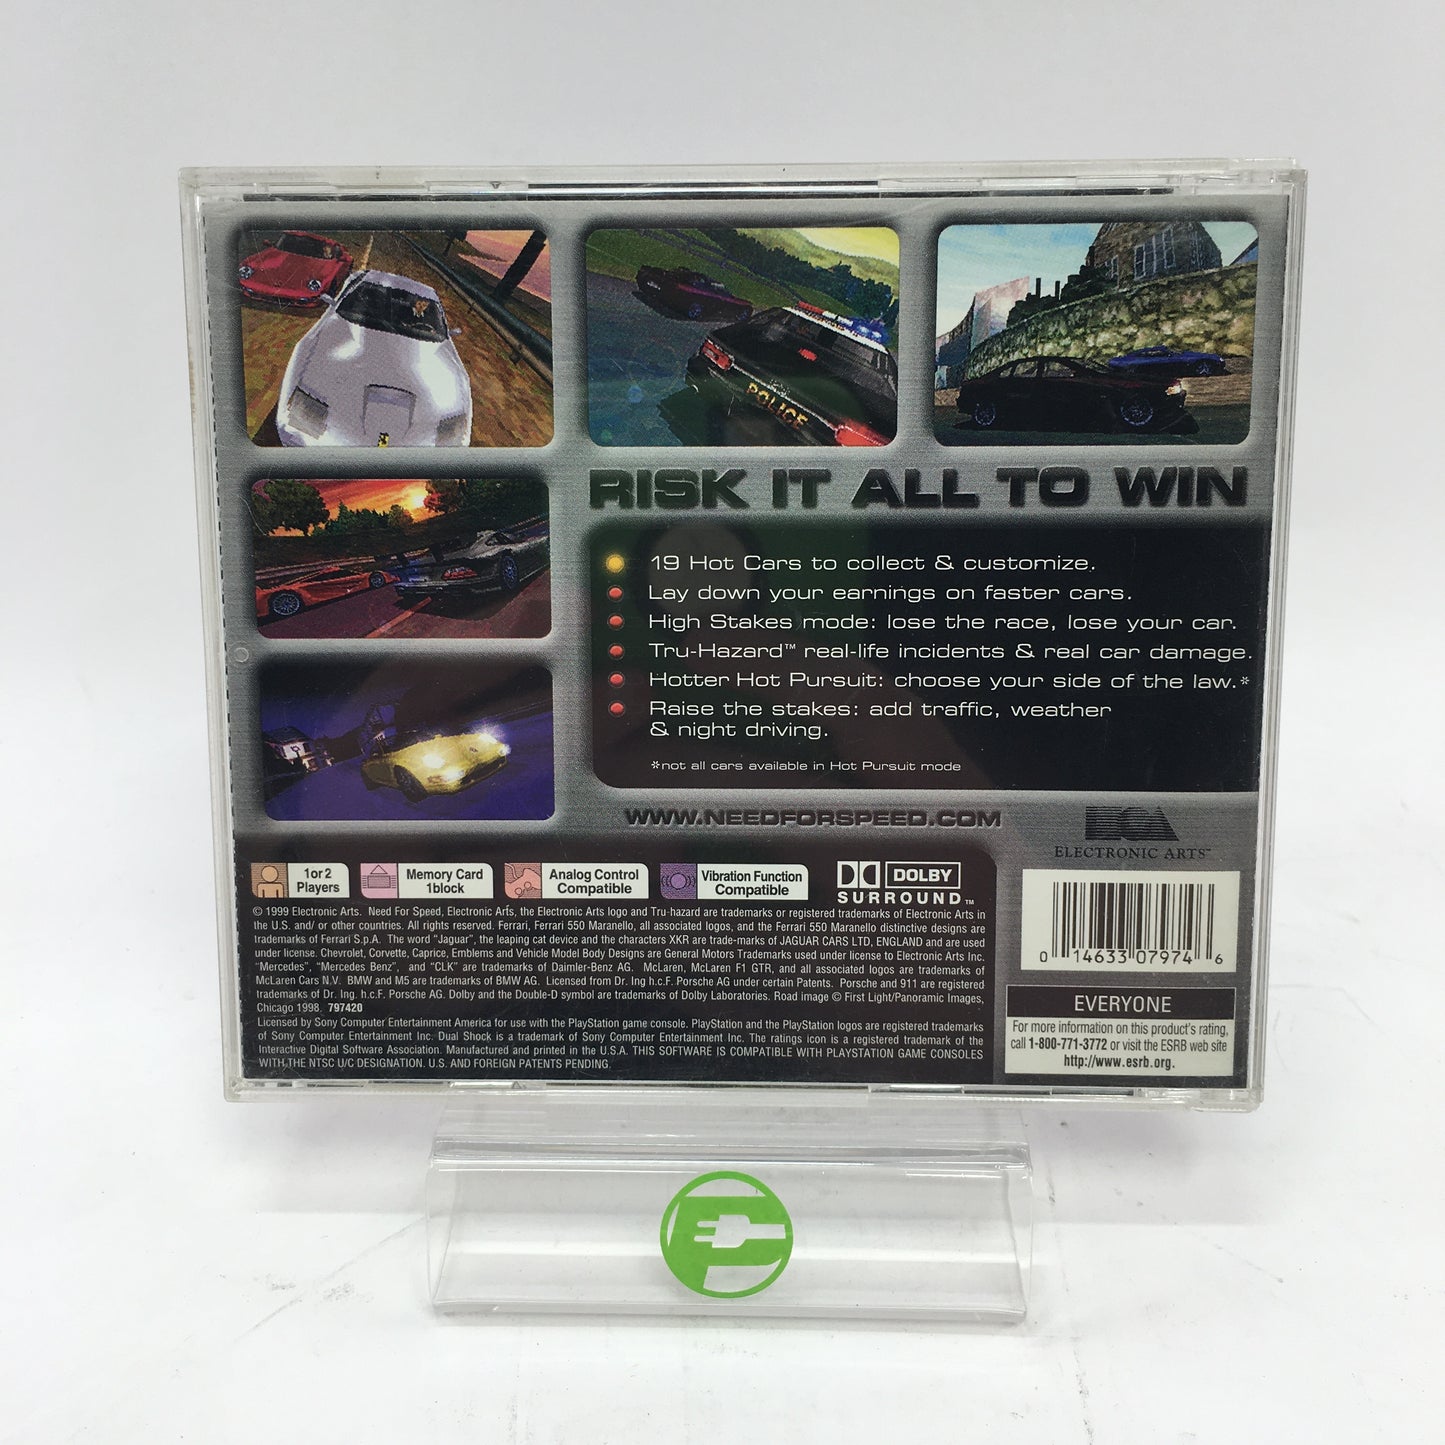 POLICE
RISK IT ALL TO WIN
19 Hot Cars to collect & customize.
Lay down your earnings on faster cars.
High Stakes mode: lose the race, lose your car.
Tru-Hazard™ real-life incidents & real car damage.
Hotter Hot Pursuit: choose your side of the law.*
Raise the stakes: add traffic, weather
& night driving.
*not all cars available in Hot Pursuit mode
WWW.NEEDFORSPEED.COM
ELECTRONIC ARTS™
1 or 2
Players
Memory Card
1block
Analog Control
Compatible
Vibration Function
Compatible
DOLBY
SURROUND™
© 1999 Electronic Arts. Need For Speed, Electronic Arts, the Electronic Arts logo and Tru-hazard are trademarks or registered trademarks of Electronic Arts in
the U.S. and/ or other countries. All rights reserved. Ferrari, Ferrari 550 Maranello, all associated logos, and the Ferrari 550 Maranello distinctive designs are
trademarks of Ferrari S.p.A. The word "Jaguar", the leaping cat device and the characters XKR are trade-marks of JAGUAR CARS LTD, ENGLAND and are used
under license. Chevrolet, Corvette, Caprice, Emblems and Vehicle Model Body Designs are General Motors Trademarks used under license to Electronic Arts Inc.
"Mercedes", "Mercedes Benz", and "CLK" are trademarks of Daimler-Benz AG. McLaren, McLaren F1 GTR, and all associated logos are trademarks of
McLaren Cars N.V. BMW and M5 are trademarks of BMW AG. Licensed from Dr. Ing h.c.F. Porsche AG under certain Patents. Porsche and 911 are registered
trademarks of Dr. Ing. h.c.F. Porsche AG. Dolby and the Double-D symbol are trademarks of Dolby Laboratories. Road image © First Light/Panoramic Images,
Chicago 1998. 797420
Licensed by Sony Computer Entertainment America for use with the PlayStation game console. PlayStation and the PlayStation logos are registered trademarks
of Sony Computer Entertainment Inc. Dual Shock is a trademark of Sony Computer Entertainment Inc. The ratings icon is a registered trademark of the
Interactive Digital Software Association. Manufactured and printed in the U.S.A. THIS SOFTWARE IS COMPATIBLE WITH PLAYSTATION GAME CONSOLES
WITH THE NTSC U/C DESIGNATION. U.S. AND FOREIGN PATENTS PENDING.
0 14633 07974 6
EVERYONE
For more information on this product's rating,
call 1-800-771-3772 or visit the ESRB web site
http://www.esrb.org.